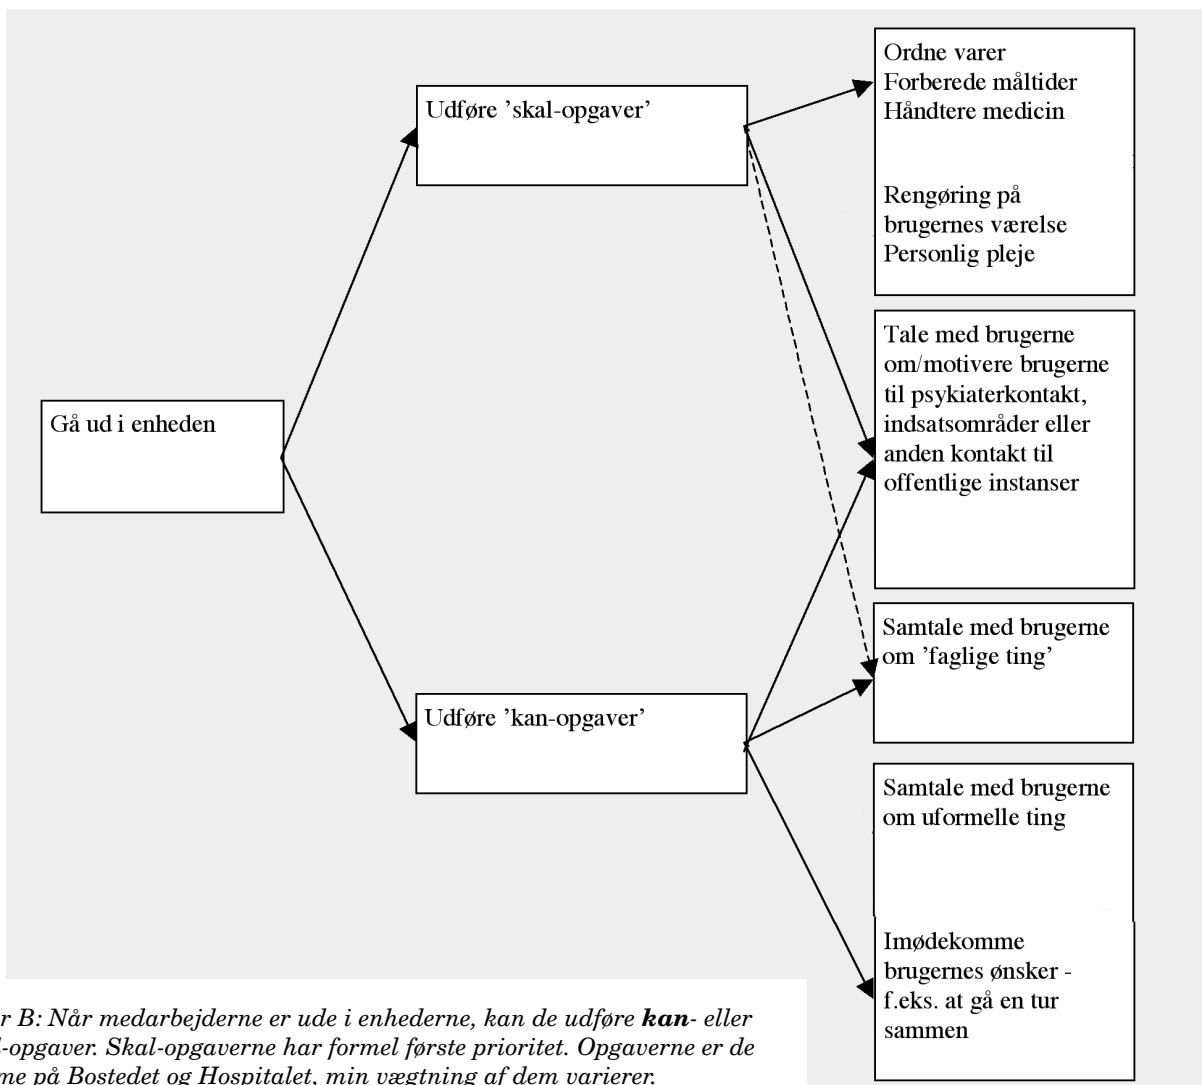 Gå ud i enheden
Udføre ’skal-opgaver’
Udføre ’kan-opgaver’
Ordne varer
Forberede måltider
Håndtere medicin
Rengøring på
brugernes værelse
Personlig pleje
Tale med brugerne
om/motivere brugerne
til psykiaterkontakt,
indsatsområder eller
anden kontakt til
offentlige instanser
Samtale med brugerne
om ’faglige ting’
Samtale med brugerne
om uformelle ting
Imødekomme
brugernes ønsker -
f.eks. at gå en tur
sammen
B: Når medarbejderne er ude i enhederne, kan de udføre kan- eller
-opgaver. Skal-opgaverne har formel første prioritet. Opgaverne er de
på Bostedet og Hospitalet, min vægtning af dem varierer.